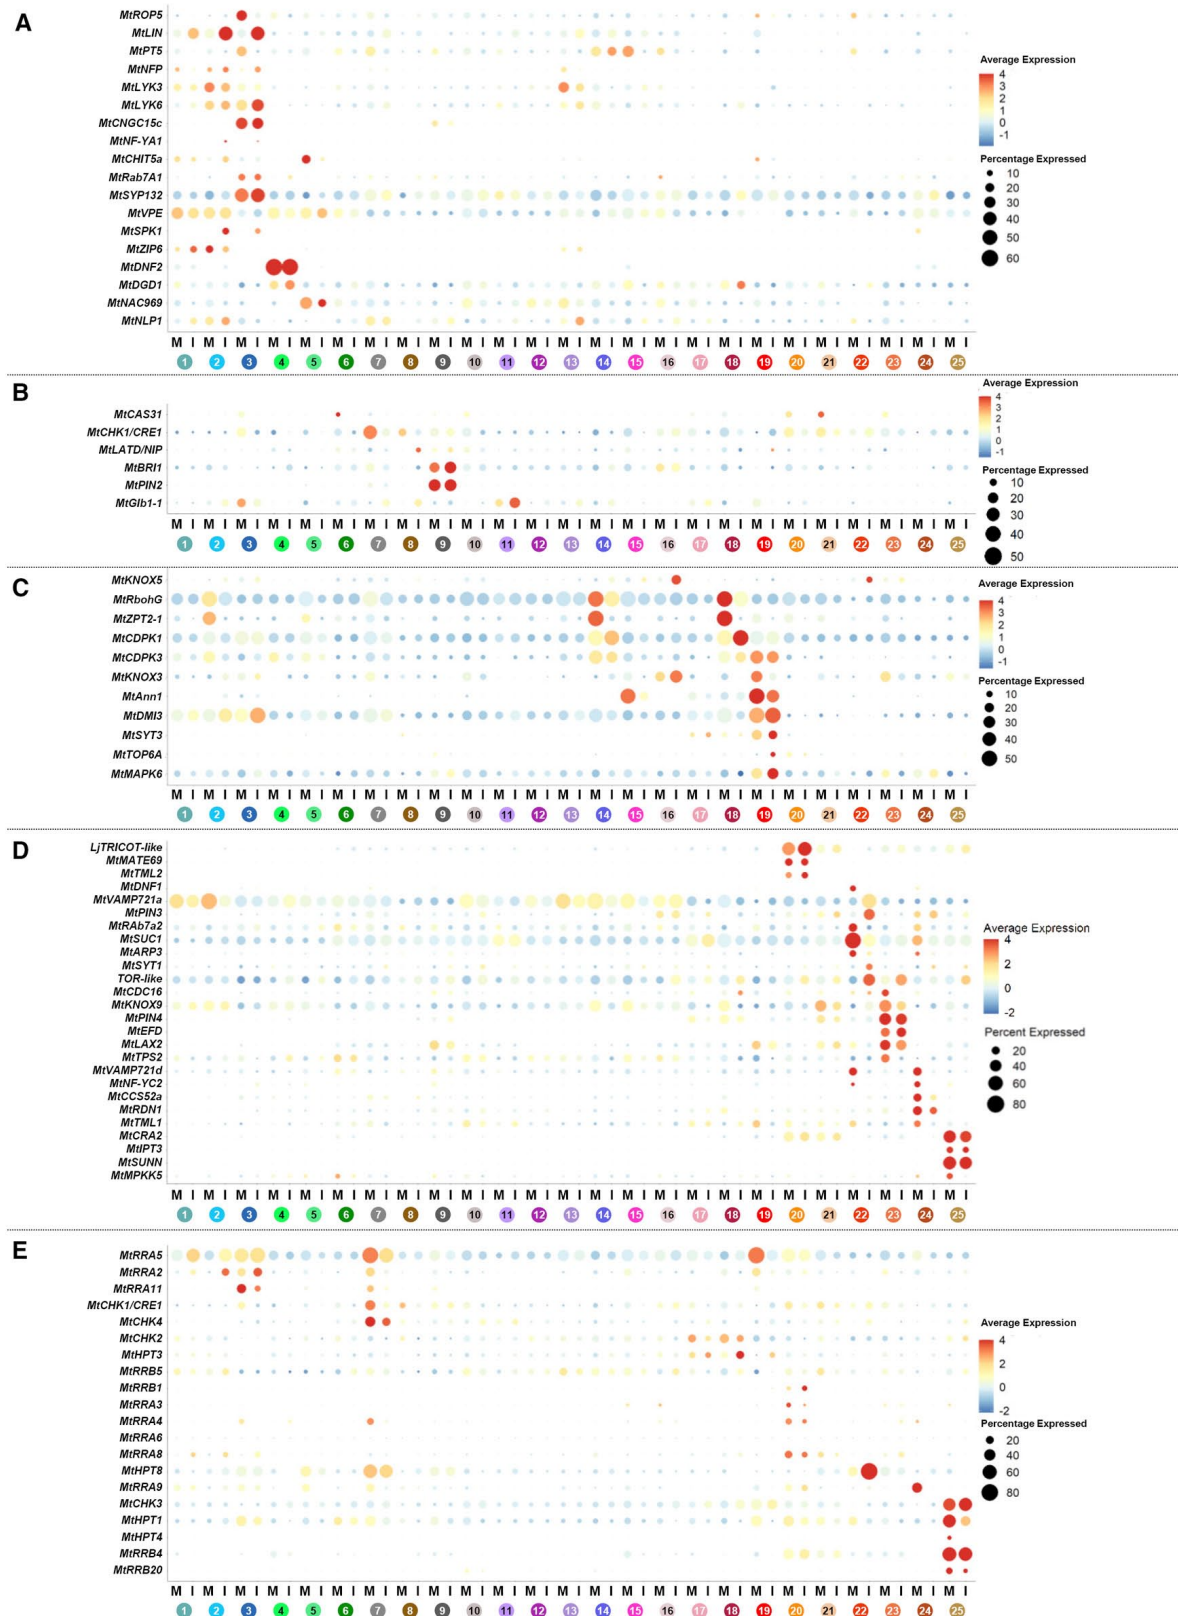 A
MtROP5
MtLIN
MtPT5
MtNFP
MtLYK3
MtLYK6
MtCNGC15c
MtNF-YA1
MtCHIT5a
MtRab7A1
MtSYP132
MtVPE
MtSPK1
MtZIP6
MtDNF2
MtDGD1
MtNAC969
MtNLP1
Average Expression
4
3
2
1
0
-1
Percentage Expressed
10
20
30
40
50
60
M I M I M I M I M I M I M I M I M I M I M I M I M I M I M I M I M I M I M I M I M I M I M I M I M I
1 2 3 4 5 6 7 8 9 10 11 12 13 14 15 16 17 18 19 20 21 22 23 24 25
B
MtCAS31
MtCHK1/CRE1
MtLATD/NIP
MtBRI1
MtPIN2
MtGlb1-1
Average Expression
4
3
2
1
0
-1
Percentage Expressed
10
20
30
40
50
M I M I M I M I M I M I M I M I M I M I M I M I M I M I M I M I M I M I M I M I M I M I M I M I M I
1 2 3 4 5 6 7 8 9 10 11 12 13 14 15 16 17 18 19 20 21 22 23 24 25
C
MtKNOX5
MtRbohG
MtZPT2-1
MtCDPK1
MtCDPK3
MtKNOX3
MtAnn1
MtDMI3
MtSYT3
MtTOP6A
MtMAPK6
Average Expression
4
3
2
1
0
-1
Percentage Expressed
10
20
30
40
50
M I M I M I M I M I M I M I M I M I M I M I M I M I M I M I M I M I M I M I M I M I M I M I M I M I
1 2 3 4 5 6 7 8 9 10 11 12 13 14 15 16 17 18 19 20 21 22 23 24 25
D
LjTRICOT-like
MtMATE69
MtTML2
MtDNF1
MtVAMP721a
MtPIN3
MtRAb7a2
MtSUC1
MtARP3
MtSYT1
TOR-like
MtCDC16
MtKNOX9
MtPIN4
MtEFD
MtLAX2
MtTPS2
MtVAMP721d
MtNF-YC2
MtCCS52a
MtRDN1
MtTML1
MtCRA2
MtIPT3
MtSUNN
MtMPKK5
Average Expression
4
2
0
-2
Percent Expressed
20
40
60
80
M I M I M I M I M I M I M I M I M I M I M I M I M I M I M I M I M I M I M I M I M I M I M I M I M I
1 2 3 4 5 6 7 8 9 10 11 12 13 14 15 16 17 18 19 20 21 22 23 24 25
E
MtRRA5
MtRRA2
MtRRA11
MtCHK1/CRE1
MtCHK4
MtCHK2
MtHPT3
MtRRB5
MtRRB1
MtRRA3
MtRRA4
MtRRA6
MtRRA8
MtHPT8
MtRRA9
MtCHK3
MtHPT1
MtHPT4
MtRRB4
MtRRB20
Average Expression
4
2
0
-2
Percentage Expressed
20
40
60
80
M I M I M I M I M I M I M I M I M I M I M I M I M I M I M I M I M I M I M I M I M I M I M I M I M I
1 2 3 4 5 6 7 8 9 10 11 12 13 14 15 16 17 18 19 20 21 22 23 24 25